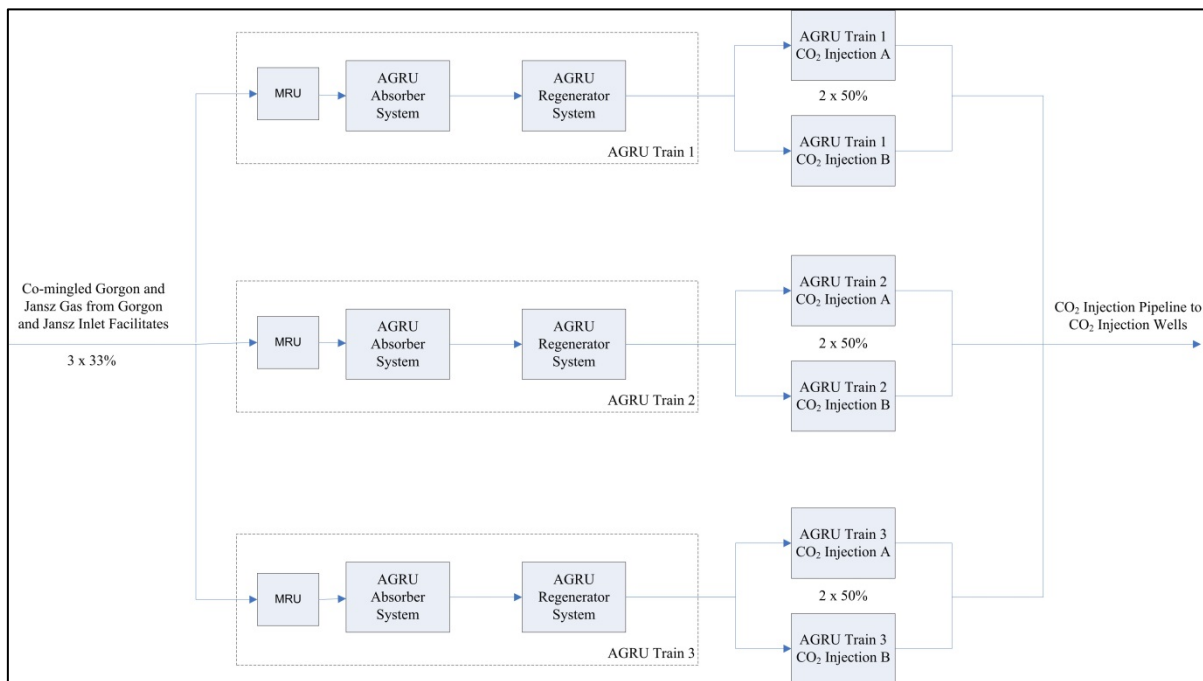 AGRU Train 1
CO₂ Injection A
2 x 50%
AGRU Train 1
CO₂ Injection B
MRU
AGRU
Absorber
System
AGRU
Regenerator
System
AGRU Train 1
Co-mingled Gorgon and
Jansz Gas from Gorgon
and Jansz Inlet Facilitates
3 x 33%
MRU
AGRU
Absorber
System
AGRU
Regenerator
System
AGRU Train 2
AGRU Train 2
CO₂ Injection A
2 x 50%
AGRU Train 2
CO₂ Injection B
CO₂ Injection Pipeline to
CO₂ Injection Wells
MRU
AGRU
Absorber
System
AGRU
Regenerator
System
AGRU Train 3
AGRU Train 3
CO₂ Injection A
2 x 50%
AGRU Train 3
CO₂ Injection B